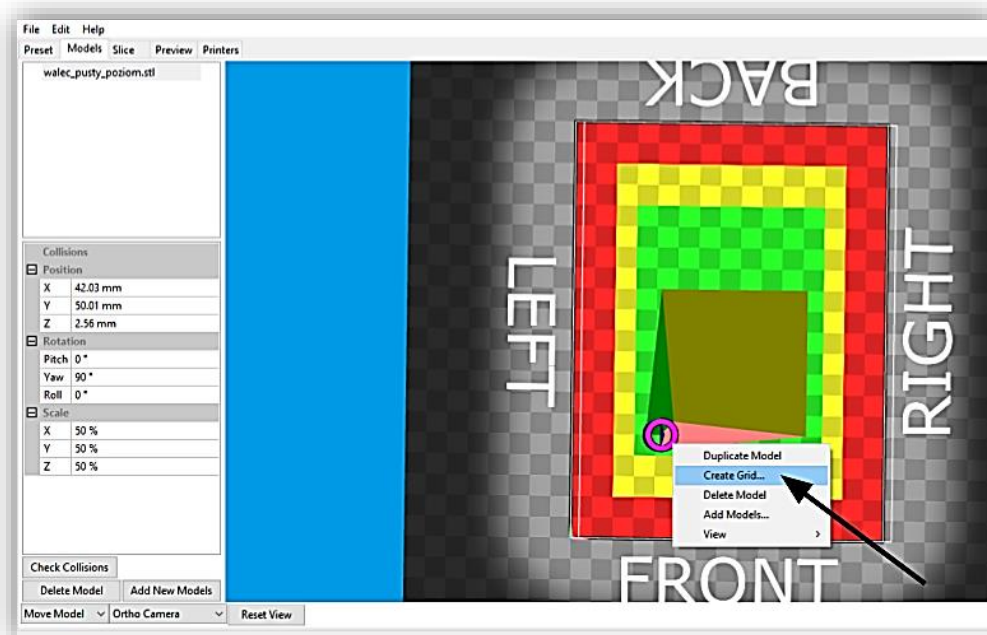 File Edit Help
Preset Models Slice Preview Printers
walec_pusty_poziom.stl
Collisions
Position
X 42.03 mm
Y 50.01 mm
Z 2.56 mm
Rotation
Pitch 0 °
Yaw 90 °
Roll 0 °
Scale
X 50 %
Y 50 %
Z 50 %
Check Collisions
Delete Model Add New Models
Move Model Ortho Camera Reset View
BACK
LEFT
RIGHT
FRONT
Duplicate Model
Create Grid...
Delete Model
Add Models...
View